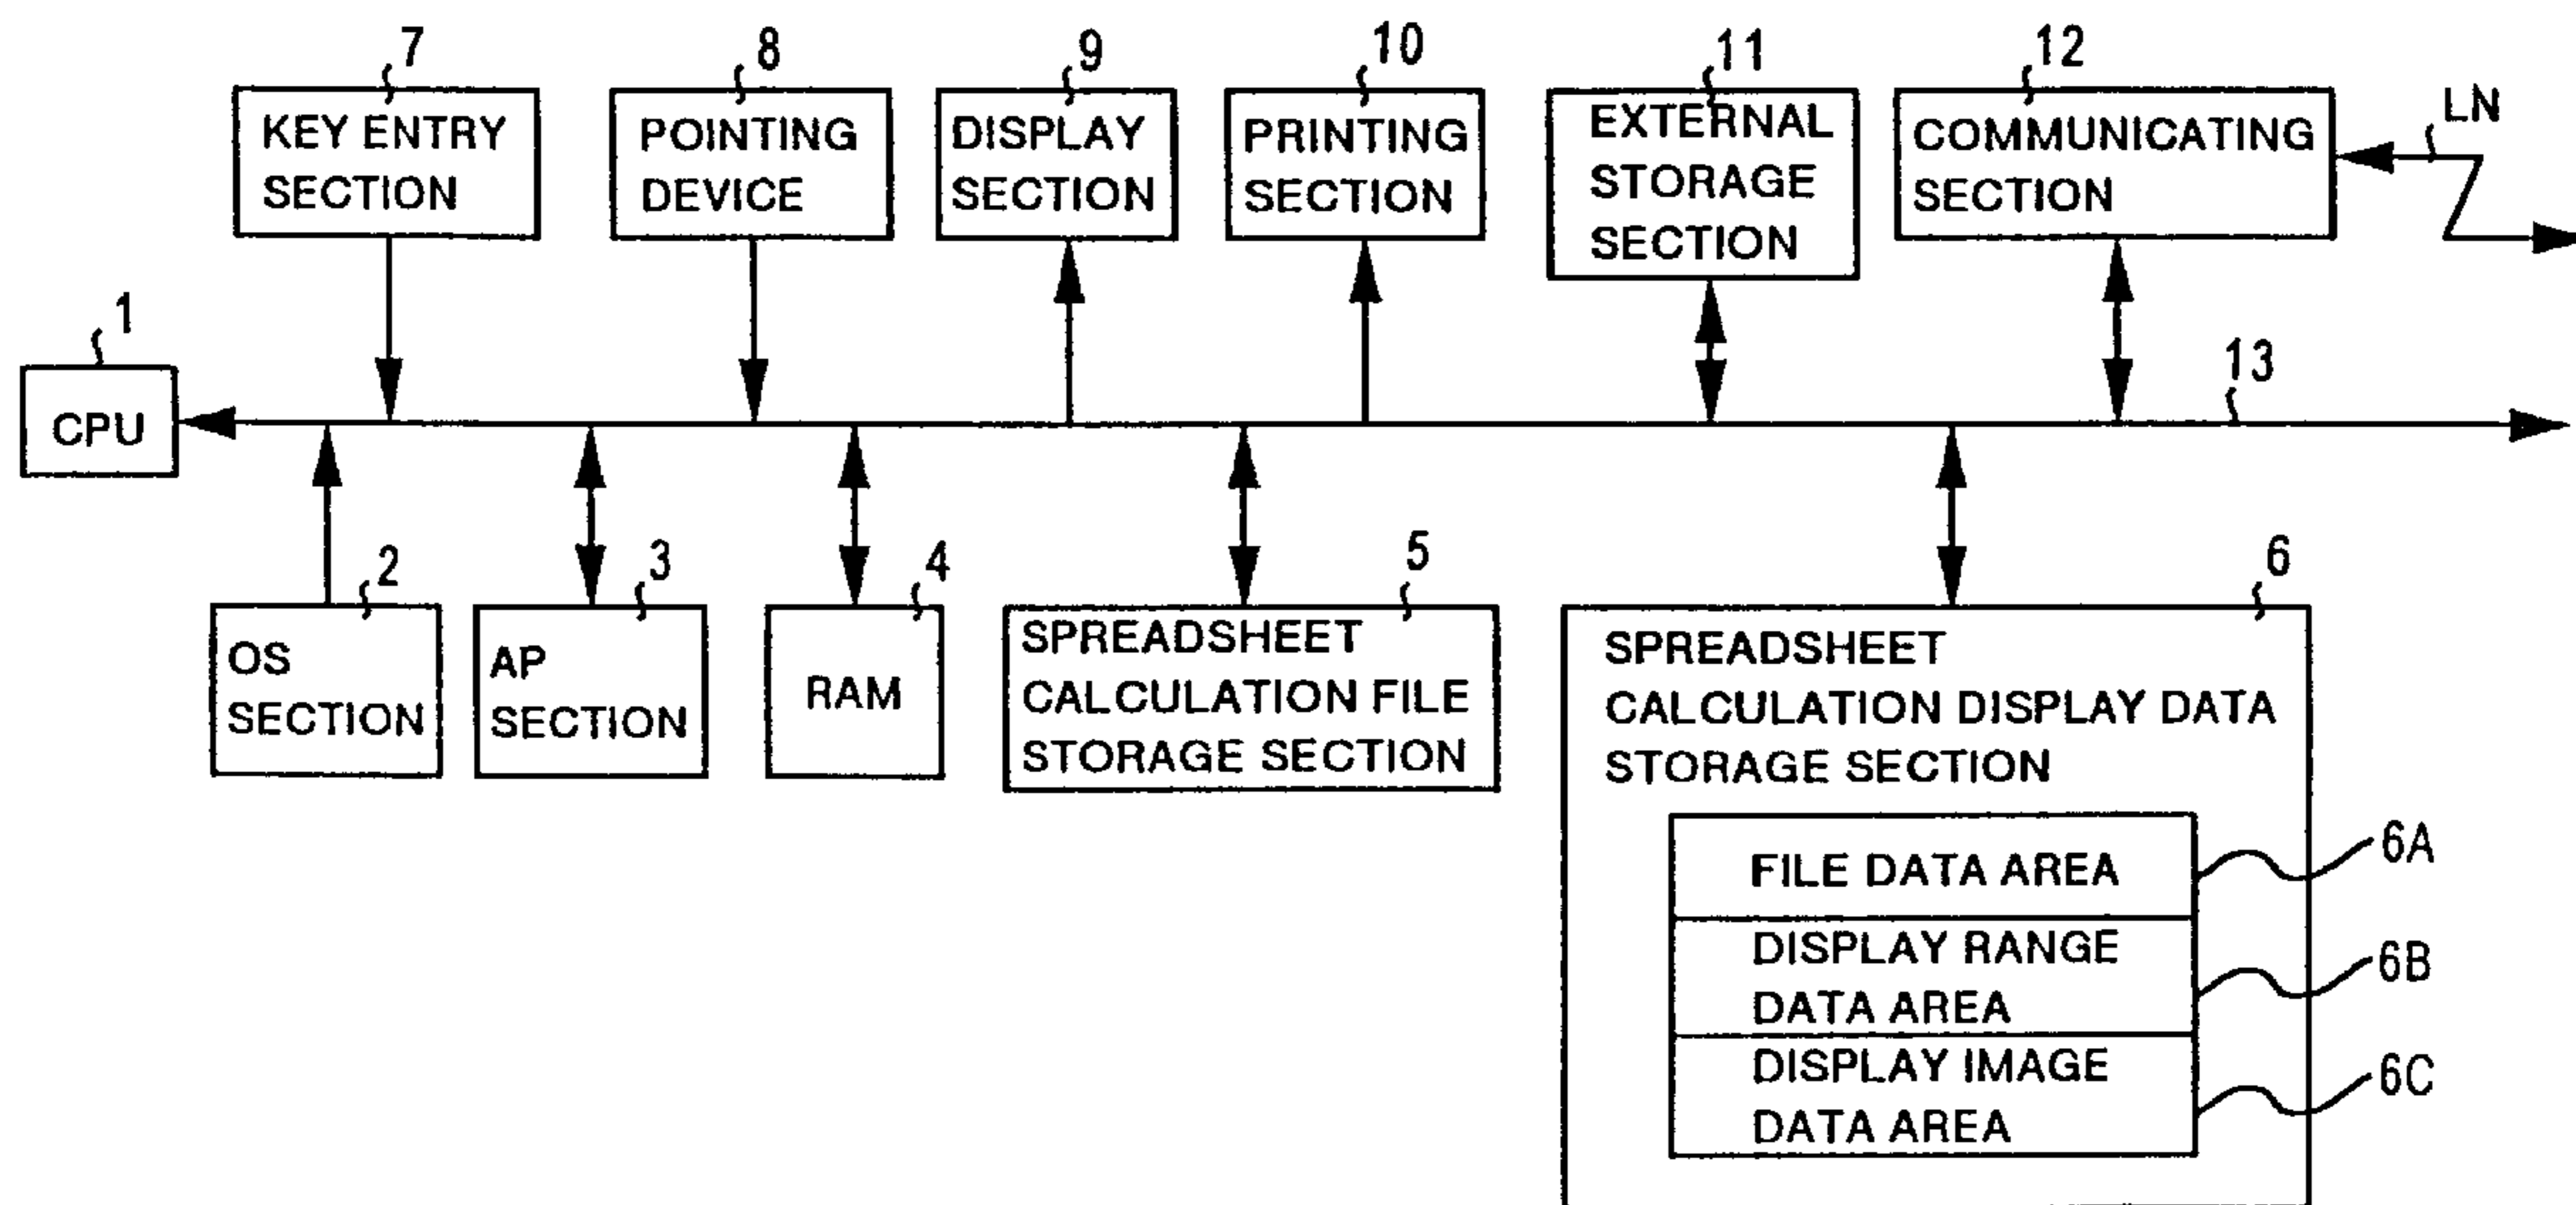 7
8
9
10
11
12
KEY ENTRY
SECTION
POINTING
DEVICE
DISPLAY
SECTION
PRINTING
SECTION
EXTERNAL
STORAGE
SECTION
COMMUNICATING
SECTION
LN
1
CPU
13
2
OS
SECTION
3
AP
SECTION
4
RAM
5
SPREADSHEET
CALCULATION FILE
STORAGE SECTION
6
SPREADSHEET
CALCULATION DISPLAY DATA
STORAGE SECTION
FILE DATA AREA
6A
DISPLAY RANGE
DATA AREA
6B
DISPLAY IMAGE
DATA AREA
6C